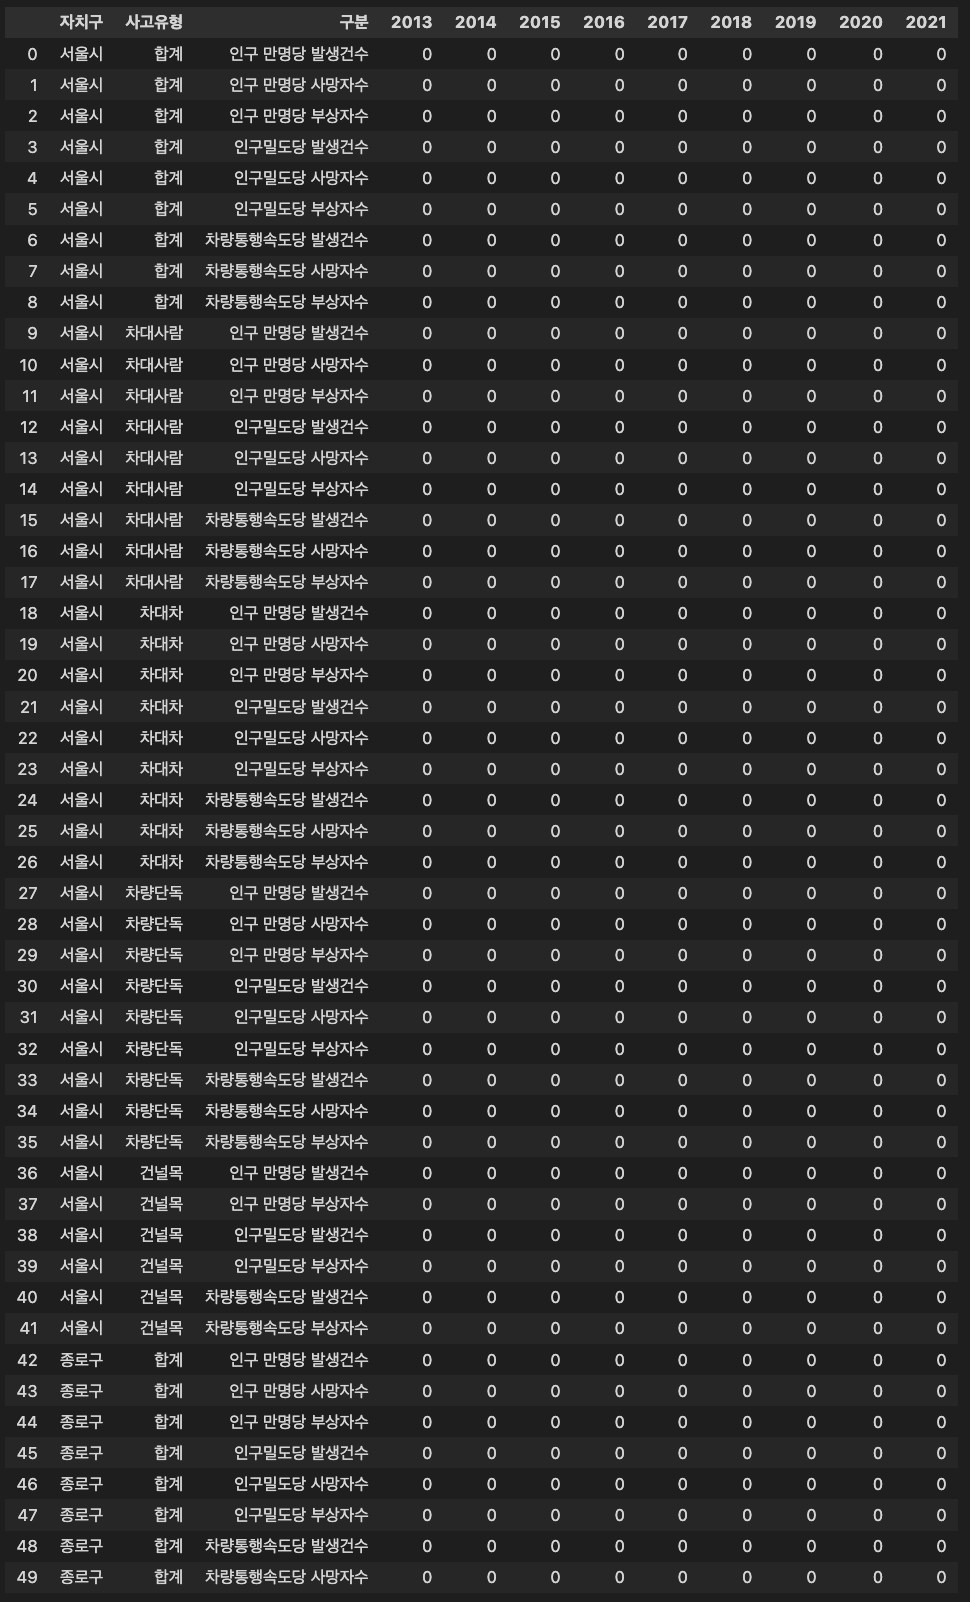 자치구 사고유형 구분 2013 2014 2015 2016 2017 2018 2019 2020 2021
0 서울시 합계 인구 만명당 발생건수 0 0 0 0 0 0 0 0 0
1 서울시 합계 인구 만명당 사망자수 0 0 0 0 0 0 0 0 0
2 서울시 합계 인구 만명당 부상자수 0 0 0 0 0 0 0 0 0
3 서울시 합계 인구밀도당 발생건수 0 0 0 0 0 0 0 0 0
4 서울시 합계 인구밀도당 사망자수 0 0 0 0 0 0 0 0 0
5 서울시 합계 인구밀도당 부상자수 0 0 0 0 0 0 0 0 0
6 서울시 합계 차량통행속도당 발생건수 0 0 0 0 0 0 0 0 0
7 서울시 합계 차량통행속도당 사망자수 0 0 0 0 0 0 0 0 0
8 서울시 합계 차량통행속도당 부상자수 0 0 0 0 0 0 0 0 0
9 서울시 차대사람 인구 만명당 발생건수 0 0 0 0 0 0 0 0 0
10 서울시 차대사람 인구 만명당 사망자수 0 0 0 0 0 0 0 0 0
11 서울시 차대사람 인구 만명당 부상자수 0 0 0 0 0 0 0 0 0
12 서울시 차대사람 인구밀도당 발생건수 0 0 0 0 0 0 0 0 0
13 서울시 차대사람 인구밀도당 사망자수 0 0 0 0 0 0 0 0 0
14 서울시 차대사람 인구밀도당 부상자수 0 0 0 0 0 0 0 0 0
15 서울시 차대사람 차량통행속도당 발생건수 0 0 0 0 0 0 0 0 0
16 서울시 차대사람 차량통행속도당 사망자수 0 0 0 0 0 0 0 0 0
17 서울시 차대사람 차량통행속도당 부상자수 0 0 0 0 0 0 0 0 0
18 서울시 차대차 인구 만명당 발생건수 0 0 0 0 0 0 0 0 0
19 서울시 차대차 인구 만명당 사망자수 0 0 0 0 0 0 0 0 0
20 서울시 차대차 인구 만명당 부상자수 0 0 0 0 0 0 0 0 0
21 서울시 차대차 인구밀도당 발생건수 0 0 0 0 0 0 0 0 0
22 서울시 차대차 인구밀도당 사망자수 0 0 0 0 0 0 0 0 0
23 서울시 차대차 인구밀도당 부상자수 0 0 0 0 0 0 0 0 0
24 서울시 차대차 차량통행속도당 발생건수 0 0 0 0 0 0 0 0 0
25 서울시 차대차 차량통행속도당 사망자수 0 0 0 0 0 0 0 0 0
26 서울시 차대차 차량통행속도당 부상자수 0 0 0 0 0 0 0 0 0
27 서울시 차량단독 인구 만명당 발생건수 0 0 0 0 0 0 0 0 0
28 서울시 차량단독 인구 만명당 사망자수 0 0 0 0 0 0 0 0 0
29 서울시 차량단독 인구 만명당 부상자수 0 0 0 0 0 0 0 0 0
30 서울시 차량단독 인구밀도당 발생건수 0 0 0 0 0 0 0 0 0
31 서울시 차량단독 인구밀도당 사망자수 0 0 0 0 0 0 0 0 0
32 서울시 차량단독 인구밀도당 부상자수 0 0 0 0 0 0 0 0 0
33 서울시 차량단독 차량통행속도당 발생건수 0 0 0 0 0 0 0 0 0
34 서울시 차량단독 차량통행속도당 사망자수 0 0 0 0 0 0 0 0 0
35 서울시 차량단독 차량통행속도당 부상자수 0 0 0 0 0 0 0 0 0
36 서울시 건널목 인구 만명당 발생건수 0 0 0 0 0 0 0 0 0
37 서울시 건널목 인구 만명당 부상자수 0 0 0 0 0 0 0 0 0
38 서울시 건널목 인구밀도당 발생건수 0 0 0 0 0 0 0 0 0
39 서울시 건널목 인구밀도당 부상자수 0 0 0 0 0 0 0 0 0
40 서울시 건널목 차량통행속도당 발생건수 0 0 0 0 0 0 0 0 0
41 서울시 건널목 차량통행속도당 부상자수 0 0 0 0 0 0 0 0 0
42 종로구 합계 인구 만명당 발생건수 0 0 0 0 0 0 0 0 0
43 종로구 합계 인구 만명당 사망자수 0 0 0 0 0 0 0 0 0
44 종로구 합계 인구 만명당 부상자수 0 0 0 0 0 0 0 0 0
45 종로구 합계 인구밀도당 발생건수 0 0 0 0 0 0 0 0 0
46 종로구 합계 인구밀도당 사망자수 0 0 0 0 0 0 0 0 0
47 종로구 합계 인구밀도당 부상자수 0 0 0 0 0 0 0 0 0
48 종로구 합계 차량통행속도당 발생건수 0 0 0 0 0 0 0 0 0
49 종로구 합계 차량통행속도당 사망자수 0 0 0 0 0 0 0 0 0